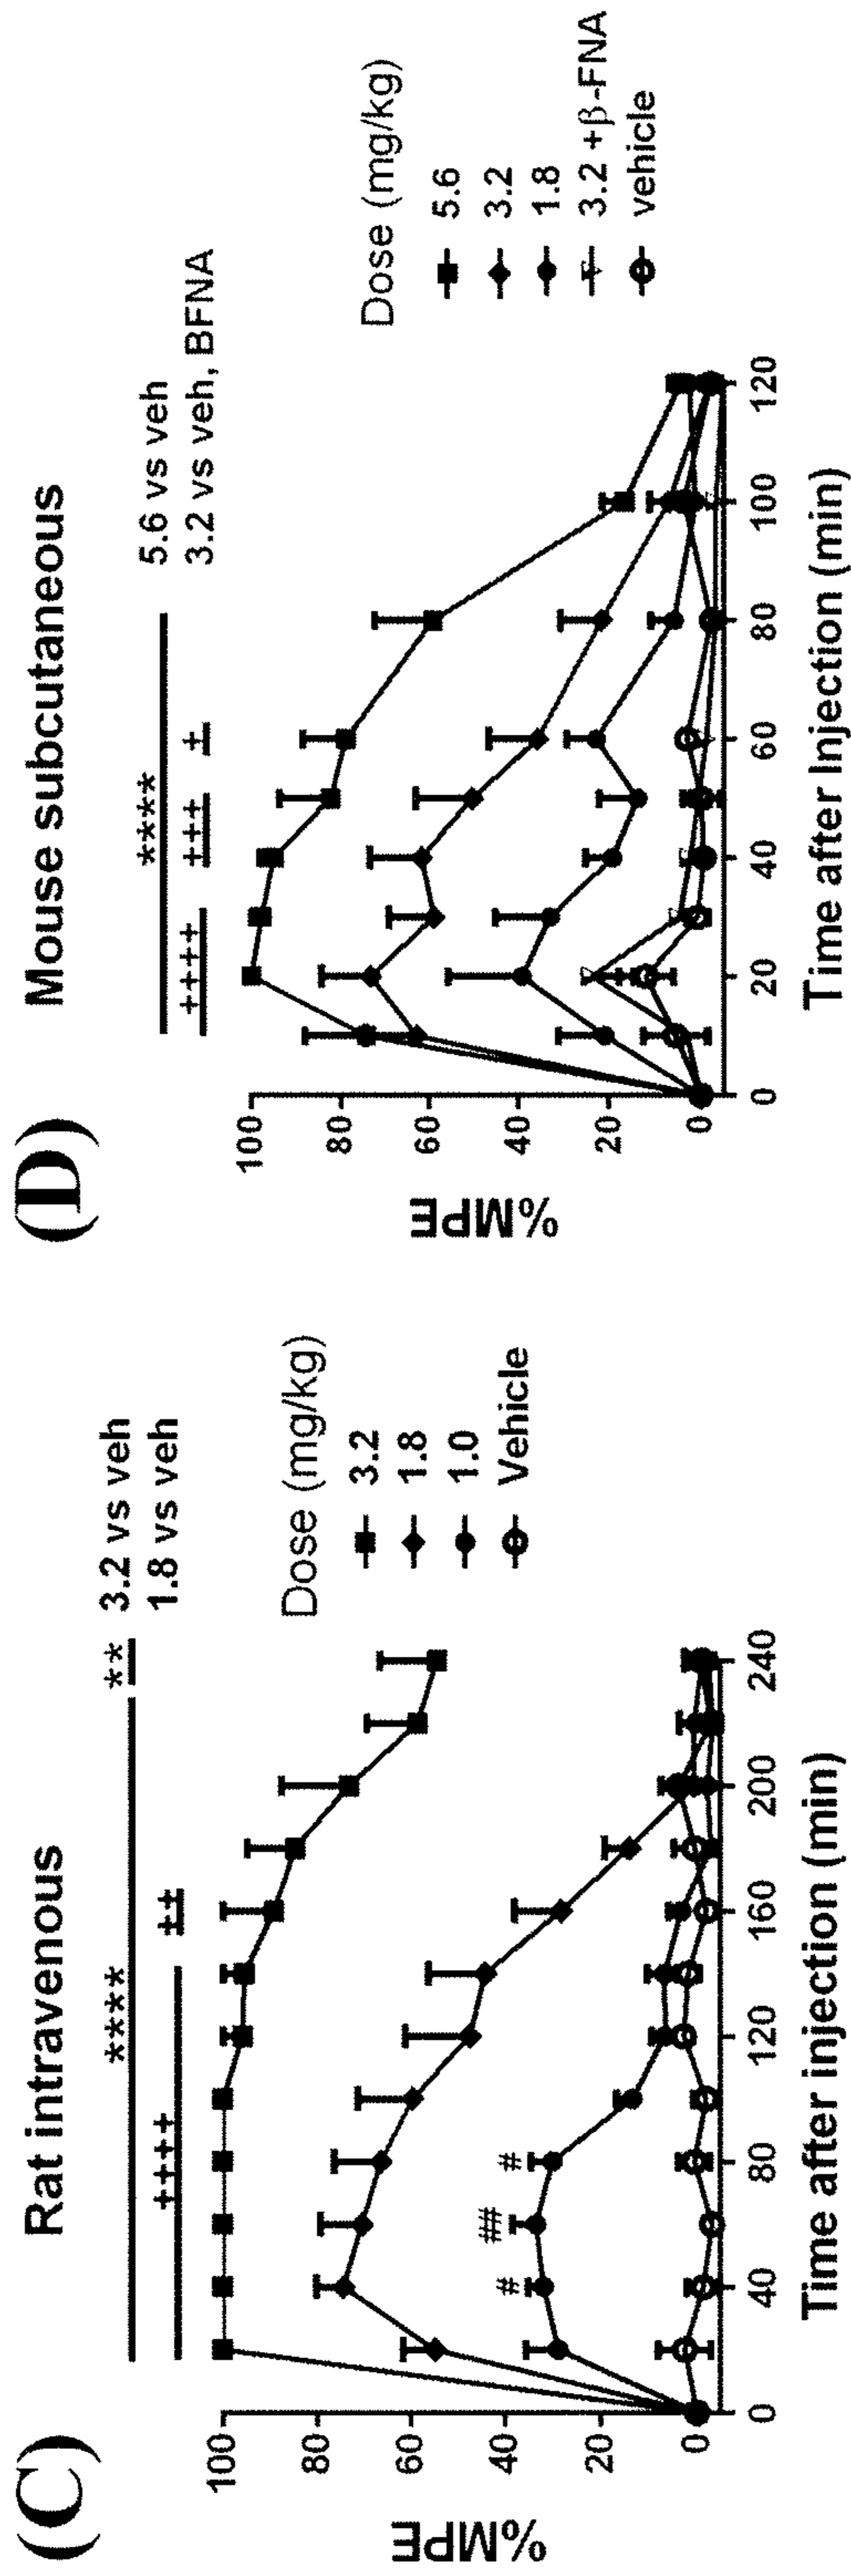 (C)
Rat intravenous
**** ** 3.2 vs veh
++++ ++ 1.8 vs veh
%MPE
100
80
60
40
20
0
# ## #
Dose (mg/kg)
3.2
1.8
1.0
Vehicle
0 40 80 120 160 200 240
Time after injection (min)
(D)
Mouse subcutaneous
**** 5.6 vs veh
++++ +++ + 3.2 vs veh, BFNA
%MPE
100
80
60
40
20
0
Dose (mg/kg)
5.6
3.2
1.8
3.2 +β-FNA
vehicle
0 20 40 60 80 100 120
Time after Injection (min)